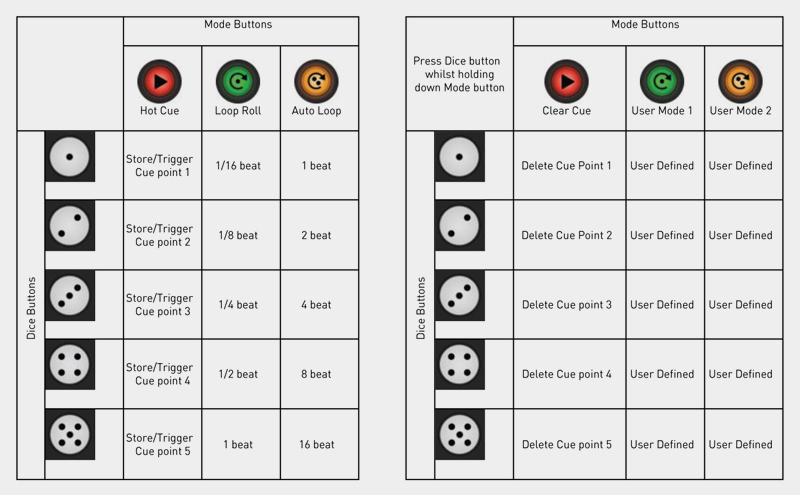 Mode Buttons
Hot Cue
Loop Roll
Auto Loop
Dice Buttons
Store/Trigger
Cue point 1
1/16 beat
1 beat
Store/Trigger
Cue point 2
1/8 beat
2 beat
Store/Trigger
Cue point 3
1/4 beat
4 beat
Store/Trigger
Cue point 4
1/2 beat
8 beat
Store/Trigger
Cue point 5
1 beat
16 beat
Mode Buttons
Press Dice button
whilst holding
down Mode button
Clear Cue
User Mode 1
User Mode 2
Dice Buttons
Delete Cue Point 1
User Defined
User Defined
Delete Cue Point 2
User Defined
User Defined
Delete Cue point 3
User Defined
User Defined
Delete Cue point 4
User Defined
User Defined
Delete Cue point 5
User Defined
User Defined